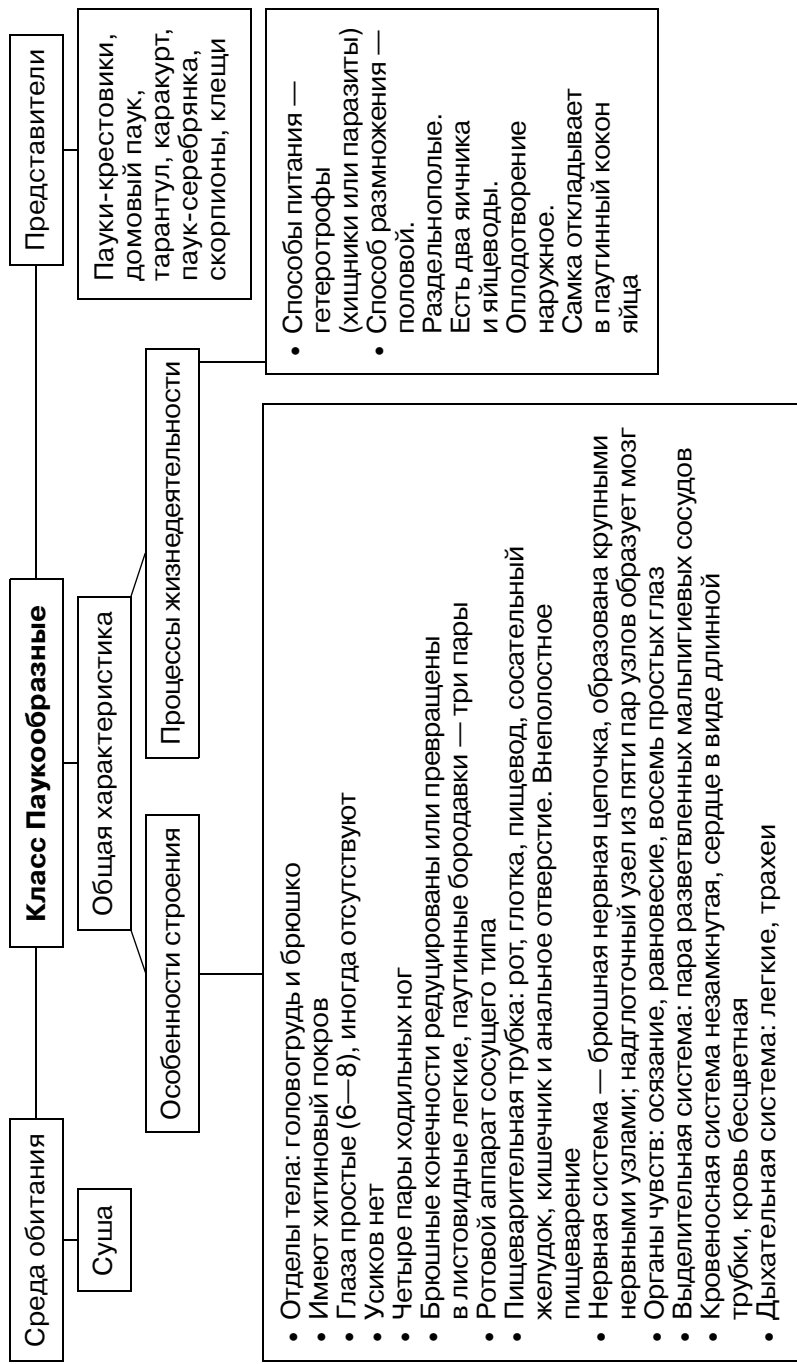 Класс Паукообразные
Среда обитания
Суша
Общая характеристика
Особенности строения
• Отделы тела: головогрудь и брюшко
• Имеют хитиновый покров
• Глаза простые (6—8), иногда отсутствуют
• Усиков нет
• Четыре пары ходильных ног
• Брюшные конечности редуцированы или превращены
в листовидные легкие, паутинные бородавки — три пары
• Ротовой аппарат сосущего типа
• Пищеварительная трубка: рот, глотка, пищевод, сосательный
желудок, кишечник и анальное отверстие. Внеполостное
пищеварение
• Нервная система — брюшная нервная цепочка, образована крупными
нервными узлами; надглоточный узел из пяти пар узлов образует мозг
• Органы чувств: осязание, равновесие, восемь простых глаз
• Выделительная система: пара разветвленных мальпигиевых сосудов
• Кровеносная система незамкнутая, сердце в виде длинной
трубки, кровь бесцветная
• Дыхательная система: легкие, трахеи
Процессы жизнедеятельности
• Способы питания —
гетеротрофы
(хищники или паразиты)
• Способ размножения —
половой.
Раздельнополые.
Есть два яичника
и яйцеводы.
Оплодотворение
наружное.
Самка откладывает
в паутинный кокон
яйца
Представители
Пауки-крестовики,
домовый паук,
тарантул, каракурт,
паук-серебрянка,
скорпионы, клещи